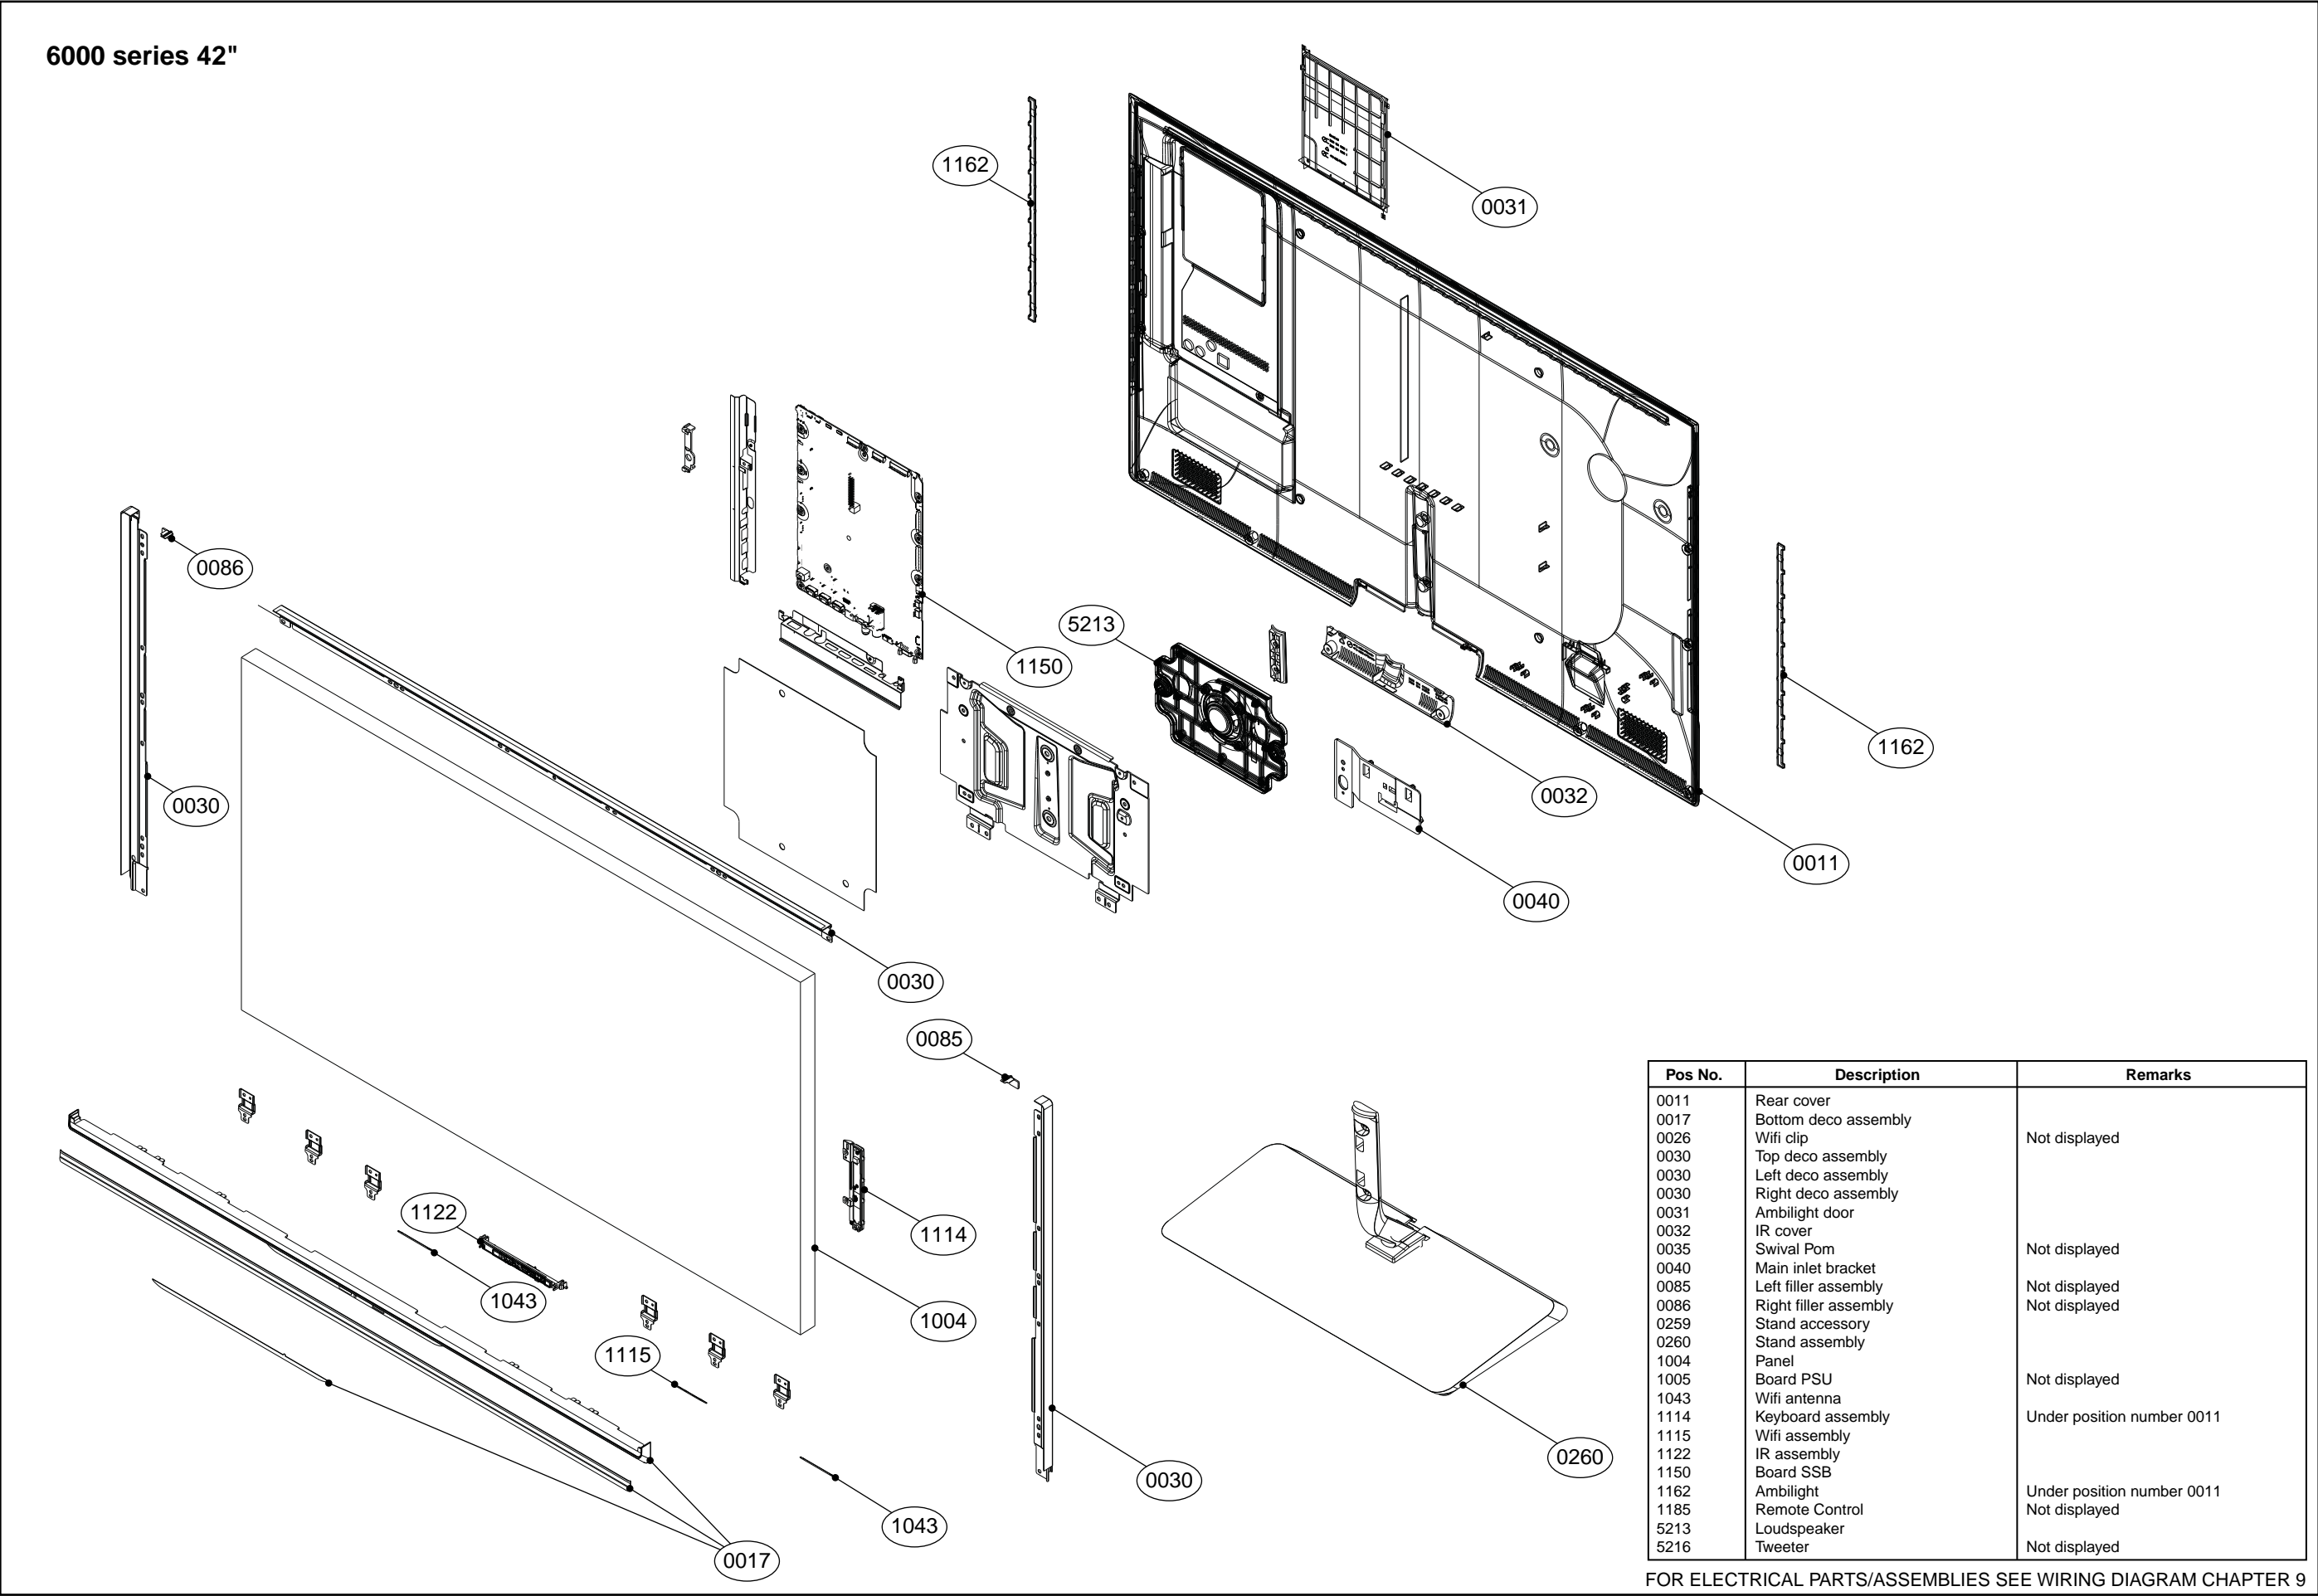 6000 series 42"
1162
0031
0086
5213
1150
1162
0030
0032
0011
0040
0030
0085
1122
1114
1043
1004
1115
0260
0030
1043
0017
Pos No. Description Remarks
0011 Rear cover
0017 Bottom deco assembly
0026 Wifi clip Not displayed
0030 Top deco assembly
0030 Left deco assembly
0030 Right deco assembly
0031 Ambilight door
0032 IR cover
0035 Swival Pom Not displayed
0040 Main inlet bracket
0085 Left filler assembly Not displayed
0086 Right filler assembly Not displayed
0259 Stand accessory
0260 Stand assembly
1004 Panel
1005 Board PSU Not displayed
1043 Wifi antenna
1114 Keyboard assembly Under position number 0011
1115 Wifi assembly
1122 IR assembly
1150 Board SSB
1162 Ambilight Under position number 0011
1185 Remote Control Not displayed
5213 Loudspeaker
5216 Tweeter Not displayed
FOR ELECTRICAL PARTS/ASSEMBLIES SEE WIRING DIAGRAM CHAPTER 9